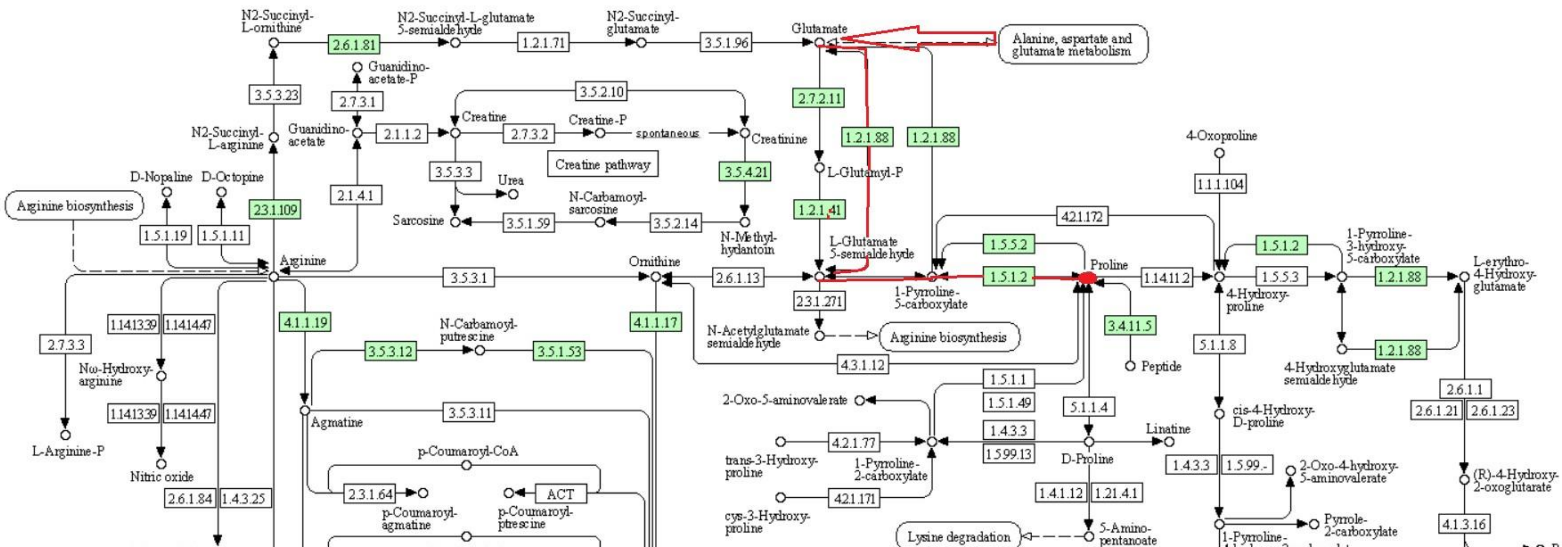 N2-Succinyl-
L-ornithine
2.6.1.81
N2-Succinyl-L-glutamate
5-semialdehyde
1.2.1.71
N2-Succinyl-
glutamate
3.5.1.96
Glutamate
Alanine, aspartate and
glutamate metabolism
Guanidino-
acetate-P
3.5.3.23
2.7.3.1
3.5.2.10
2.7.2.11
N2-Succinyl-
L-arginine
Guanidino-
acetate
2.1.1.2
Creatine
2.7.3.2
Creatine-P
spontaneous
Creatinine
1.2.1.88
1.2.1.88
4-Oxoproline
Creatine pathway
3.5.3.3
3.5.4.21
L-Glutamyl-P
D-Nopaline
D-Octopine
2.1.4.1
Urea
1.1.1.104
Arginine biosynthesis
2.3.1.109
N-Carbamoyl-
sarcosine
Sarcosine
3.5.1.59
3.5.2.14
1.2.1.41
4.2.1.172
1.5.1.19
1.5.1.11
N-Methyl-
hydantoin
L-Glutamate
5-semialdehyde
1.5.5.2
1.5.1.2
1-Pyrroline-
3-hydroxy-
5-carboxylate
Arginine
3.5.3.1
Ornithine
2.6.1.13
1.5.1.2
Proline
1.14.11.2
1.5.5.3
1.2.1.88
L-erythro-
4-Hydroxy-
glutamate
1-Pyrroline-
5-carboxylate
4-Hydroxy-
proline
2.3.1.271
1.14.13.39
1.14.14.47
4.1.1.19
N-Carbamoyl-
putrescine
4.1.1.17
N-Acetylglutamate
semialdehyde
Arginine biosynthesis
3.4.11.5
2.7.3.3
3.5.3.12
3.5.1.53
4.3.1.12
Peptide
5.1.1.8
1.2.1.88
4-Hydroxyglutamate
semialdehyde
Nω-Hydroxy-
arginine
1.5.1.1
2.6.1.1
2-Oxo-5-aminovalerate
1.5.1.49
5.1.1.4
2.6.1.21
2.6.1.23
1.14.13.39
1.14.14.47
3.5.3.11
Agmatine
cis-4-Hydroxy-
D-proline
L-Arginine-P
4.2.1.77
1.4.3.3
Linatine
1.5.99.13
D-Proline
trans-3-Hydroxy-
proline
1-Pyrroline-
2-carboxylate
1.4.3.3
1.5.99.-
2-Oxo-4-hydroxy-
5-aminovalerate
Nitric oxide
p-Coumaroyl-CoA
(R)-4-Hydroxy-
2-oxoglutarate
2.6.1.84
1.4.3.25
2.3.1.64
ACT
4.2.1.171
1.4.1.12
1.21.4.1
p-Coumaroyl-
agmatine
p-Coumaroyl-
ptrescine
cys-3-Hydroxy-
proline
Pyrrole-
2-carboxylate
4.1.3.16
Lysine degradation
5-Amino-
pentanoate
1-Pyrroline-